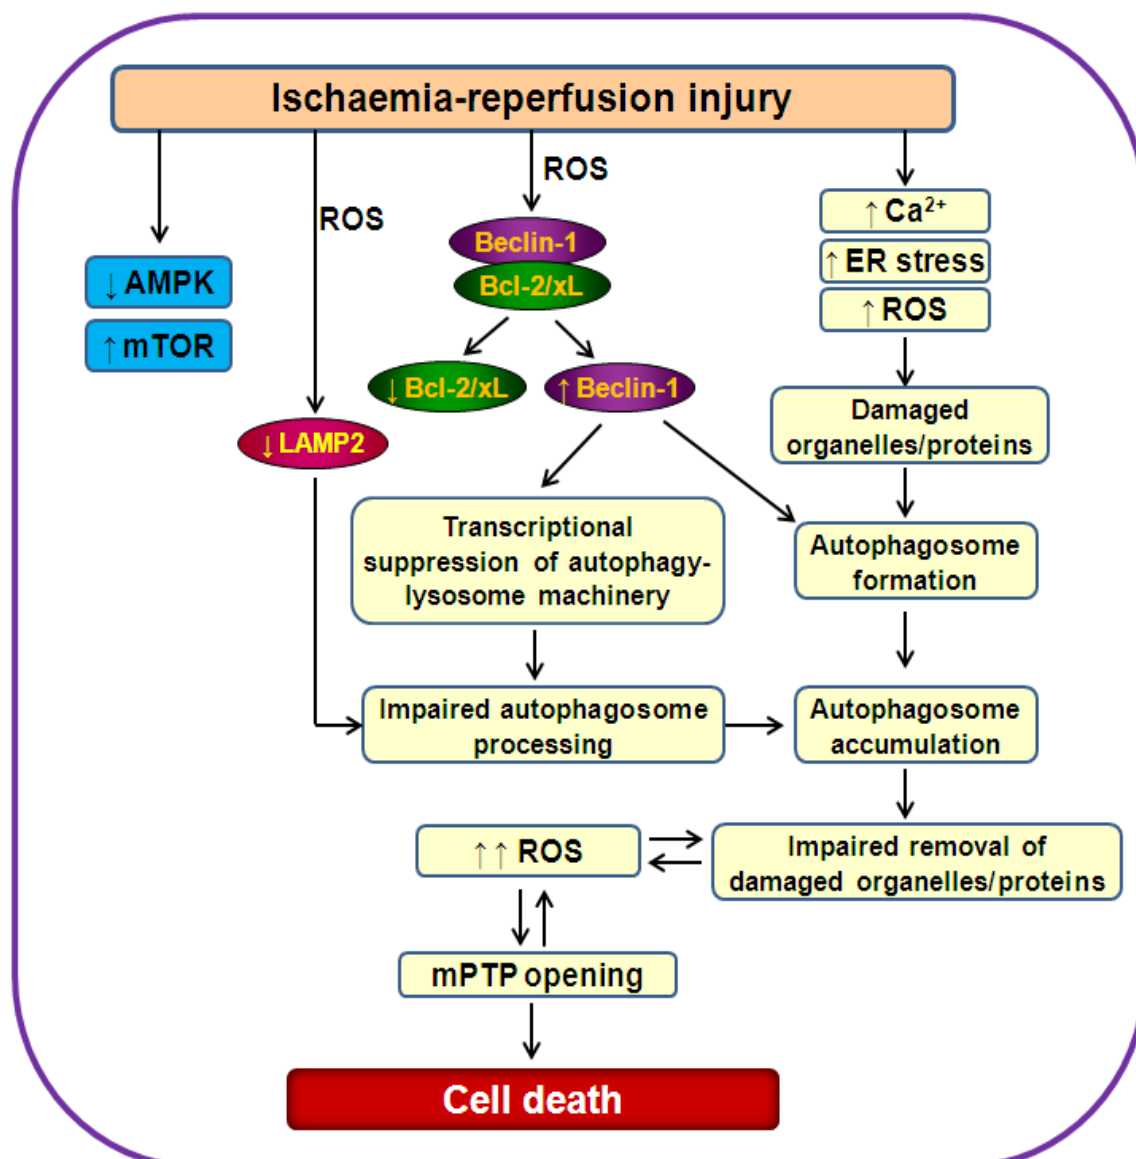 Ischaemia-reperfusion injury
ROS
ROS
↓ AMPK
↑ mTOR
Beclin-1
Bcl-2/xL
↓ Bcl-2/xL
↑ Beclin-1
↓ LAMP2
↑ Ca²⁺
↑ ER stress
↑ ROS
Damaged
organelles/proteins
Transcriptional
suppression of autophagy-
lysosome machinery
Autophagosome
formation
Impaired autophagosome
processing
Autophagosome
accumulation
↑ ↑ ROS
Impaired removal of
damaged organelles/proteins
mPTP opening
Cell death